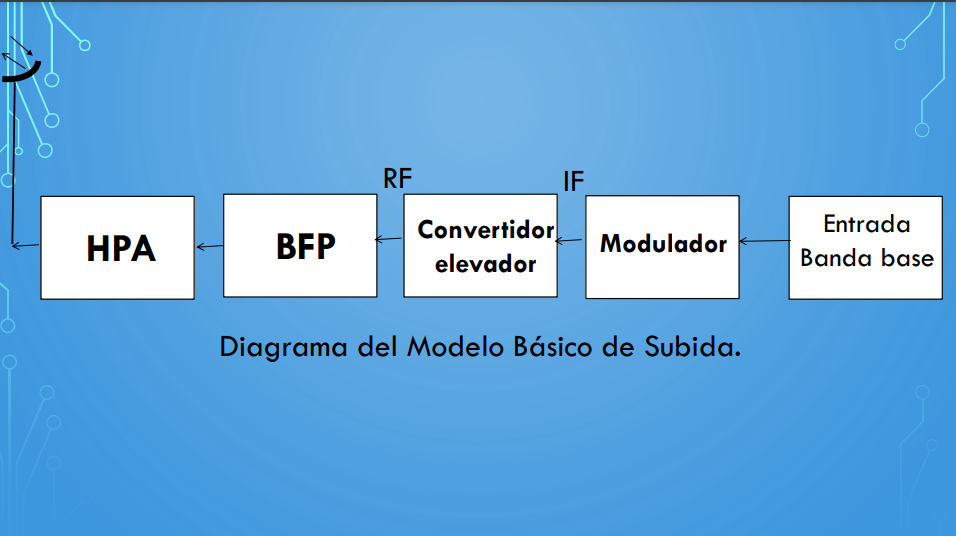 RF
IF
HPA
BFP
Convertidor
elevador
Modulador
Entrada
Banda base
Diagrama del Modelo Básico de Subida.